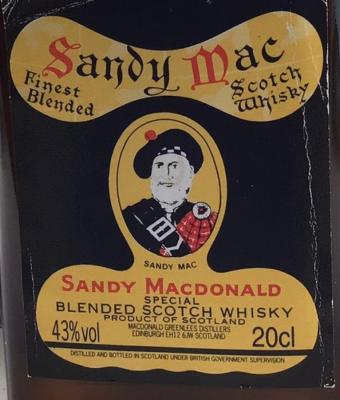 Sandy Mac
Finest Blended
Scotch Whisky
SANDY MAC
SANDY MACDONALD
SPECIAL
BLENDED SCOTCH WHISKY
PRODUCT OF SCOTLAND
43% vol
MACDONALD GREENLEES DISTILLERS
EDINBURGH EH12 6JW SCOTLAND
20cl
DISTILLED AND BOTTLED IN SCOTLAND UNDER BRITISH GOVERNMENT SUPERVISION